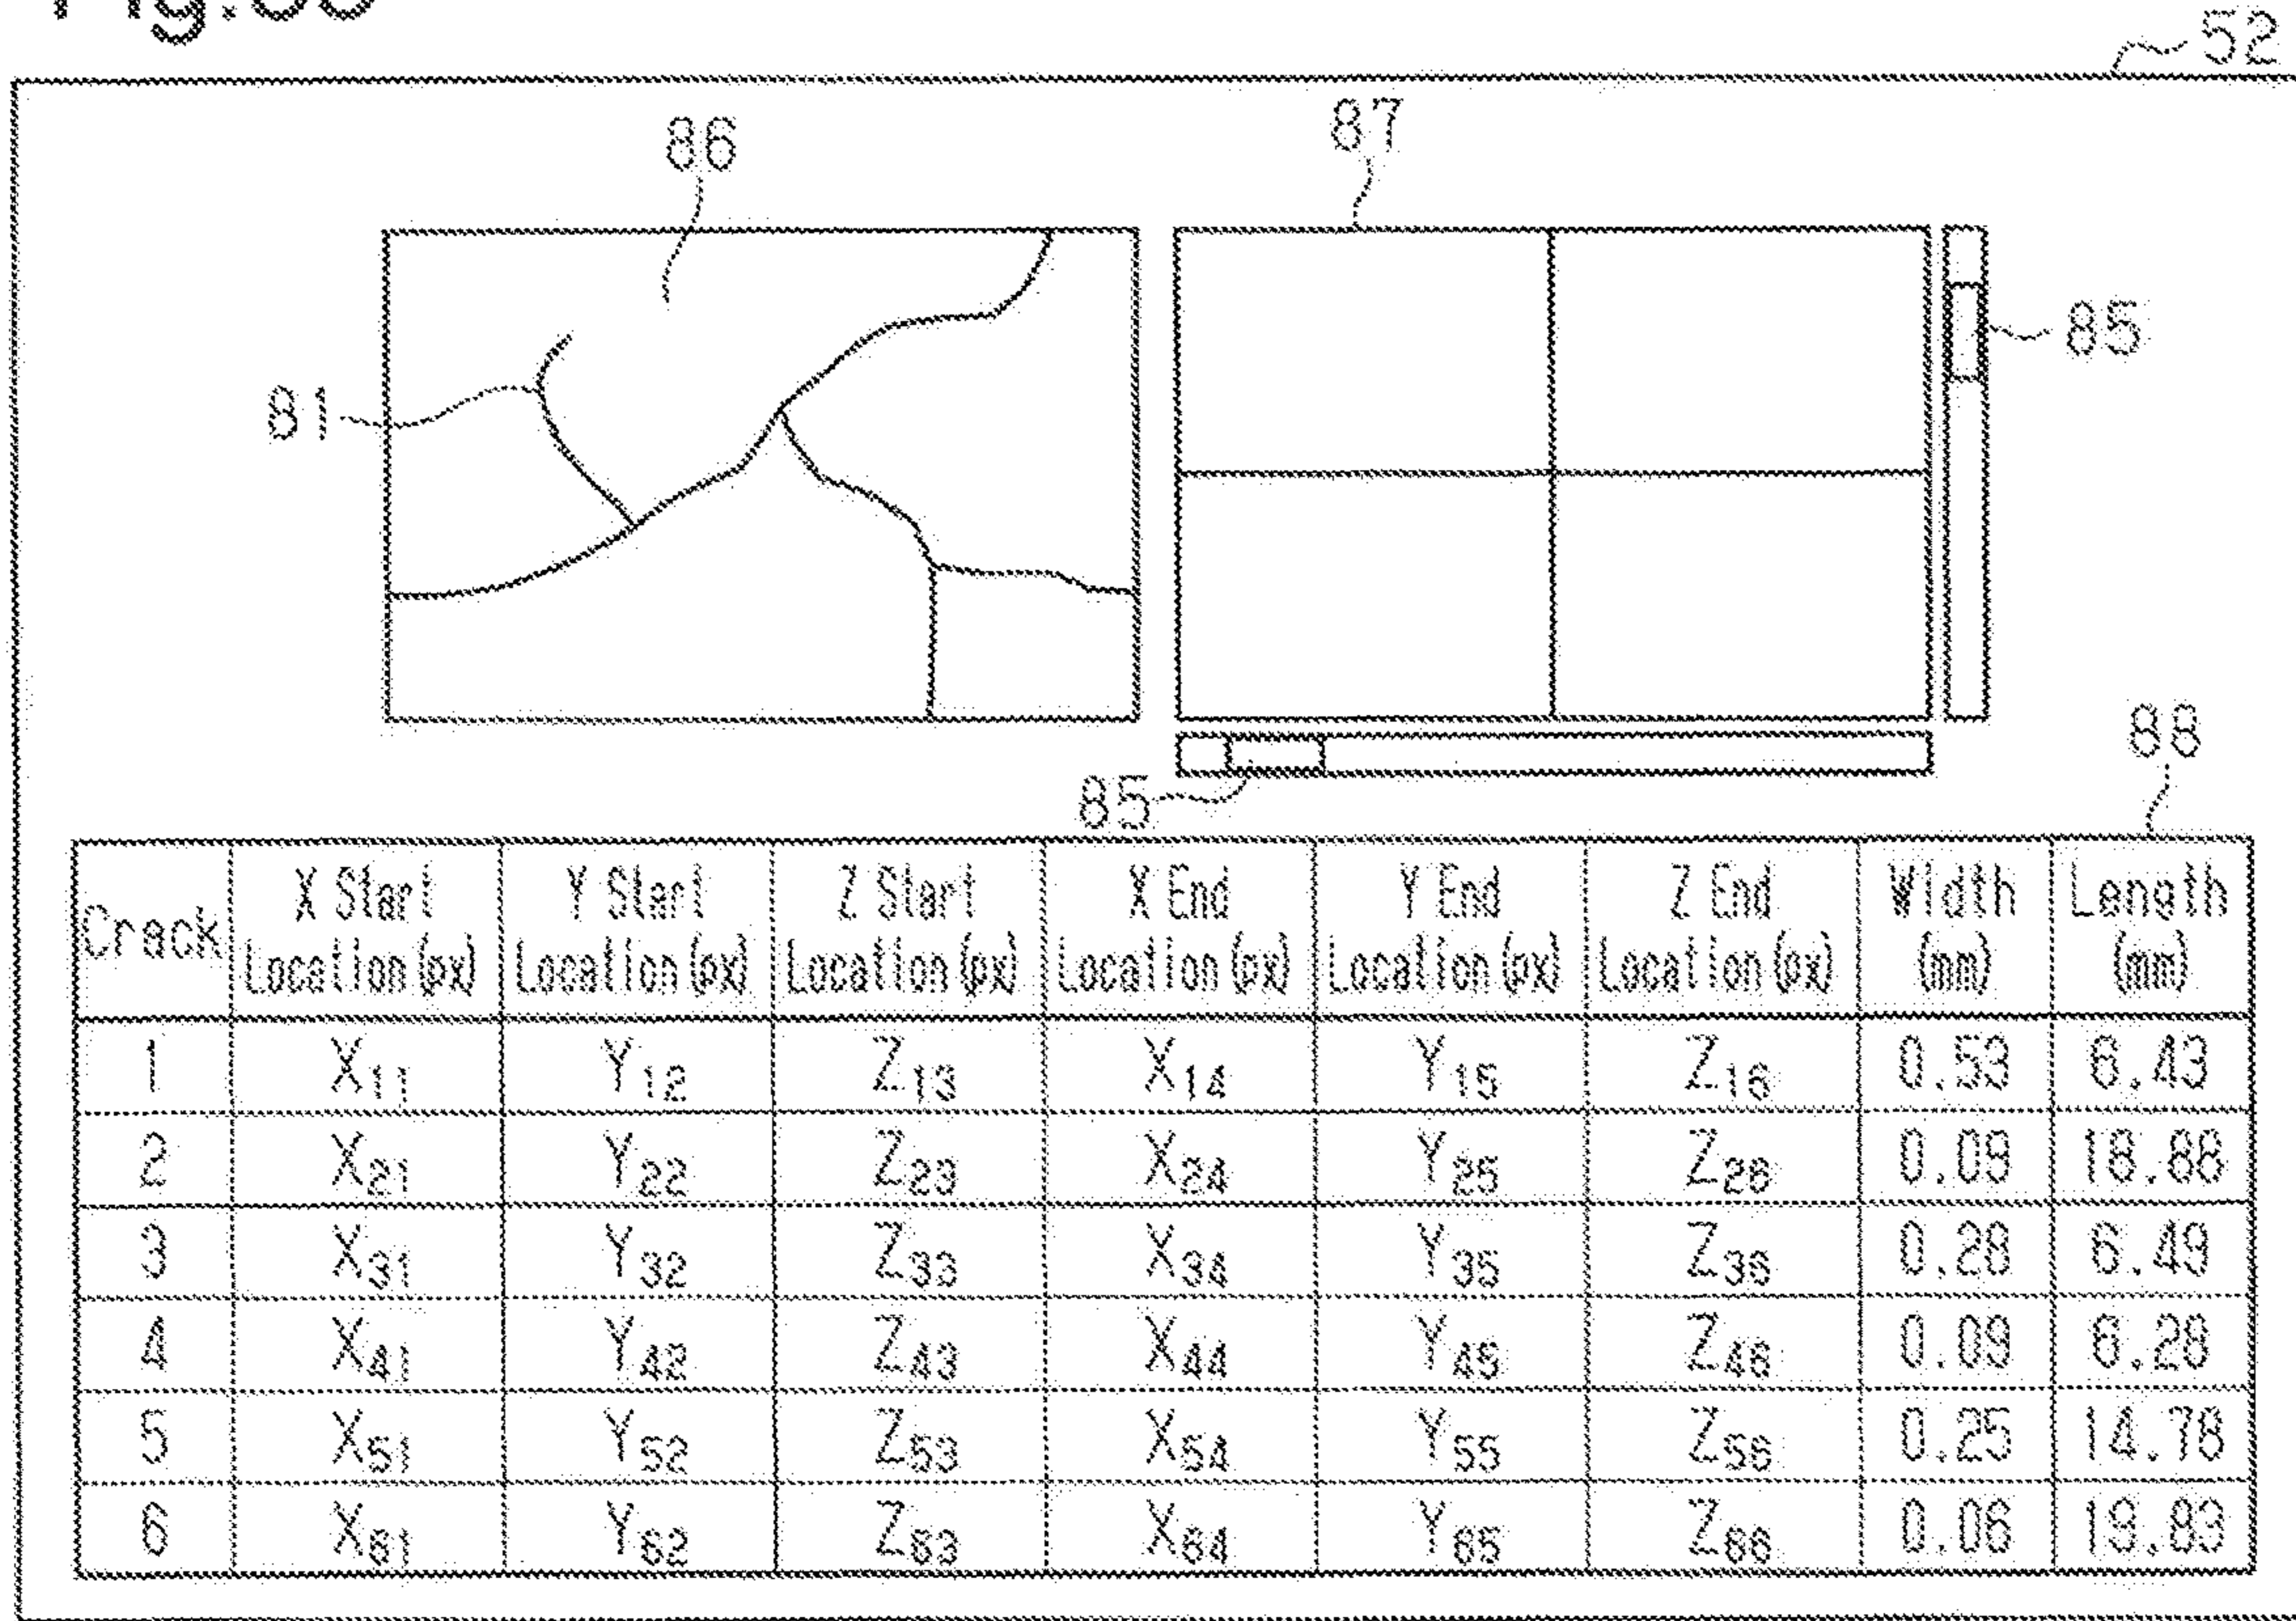 52
86
87
81
85
85
88
Crack X Start Location (px) Y Start Location (px) Z Start Location (px) X End Location (px) Y End Location (px) Z End Location (px) Width (mm) Length (mm)
1 X₁₁ Y₁₂ Z₁₃ X₁₄ Y₁₅ Z₁₆ 0.53 6.43
2 X₂₁ Y₂₂ Z₂₃ X₂₄ Y₂₅ Z₂₆ 0.09 18.88
3 X₃₁ Y₃₂ Z₃₃ X₃₄ Y₃₅ Z₃₆ 0.28 6.49
4 X₄₁ Y₄₂ Z₄₃ X₄₄ Y₄₅ Z₄₆ 0.09 6.28
5 X₅₁ Y₅₂ Z₅₃ X₅₄ Y₅₅ Z₅₆ 0.25 14.78
6 X₆₁ Y₆₂ Z₆₃ X₆₄ Y₆₅ Z₆₆ 0.06 19.83